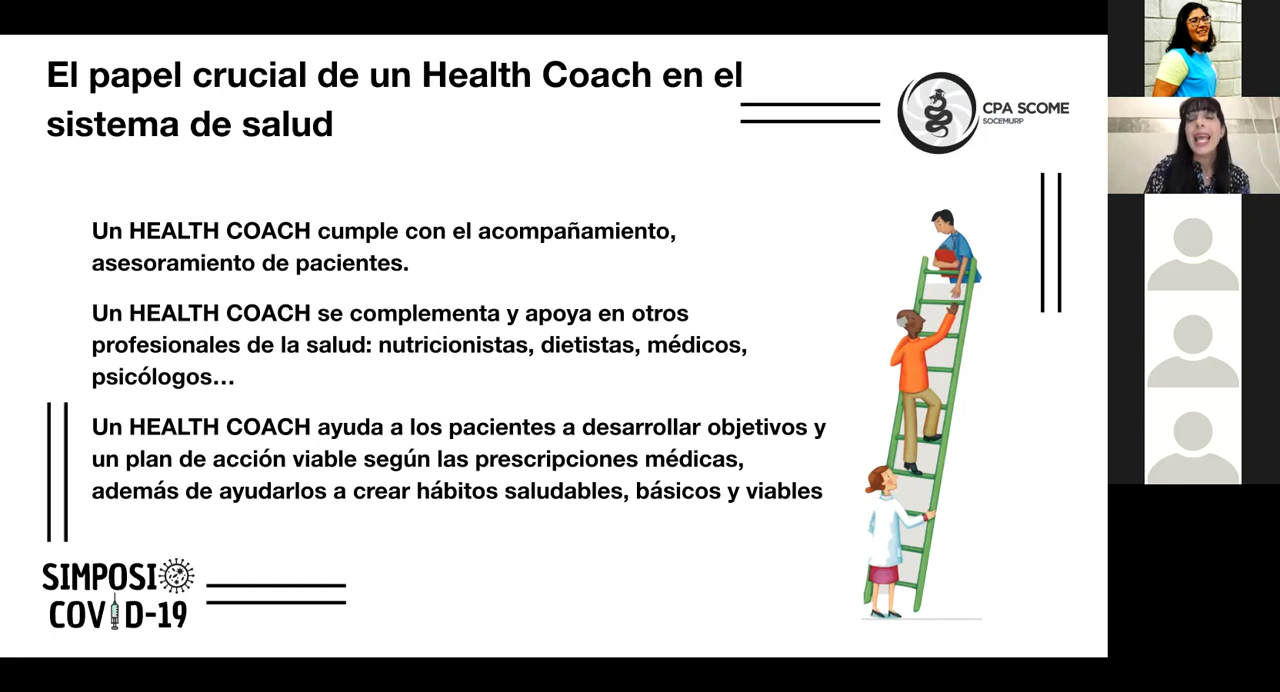 El papel crucial de un Health Coach en el
sistema de salud
CPA SCOME
SOCEMURP
Un HEALTH COACH cumple con el acompañamiento,
asesoramiento de pacientes.
Un HEALTH COACH se complementa y apoya en otros
profesionales de la salud: nutricionistas, dietistas, médicos,
psicólogos…
Un HEALTH COACH ayuda a los pacientes a desarrollar objetivos y
un plan de acción viable según las prescripciones médicas,
además de ayudarlos a crear hábitos saludables, básicos y viables
SIMPOSIO
COVID-19